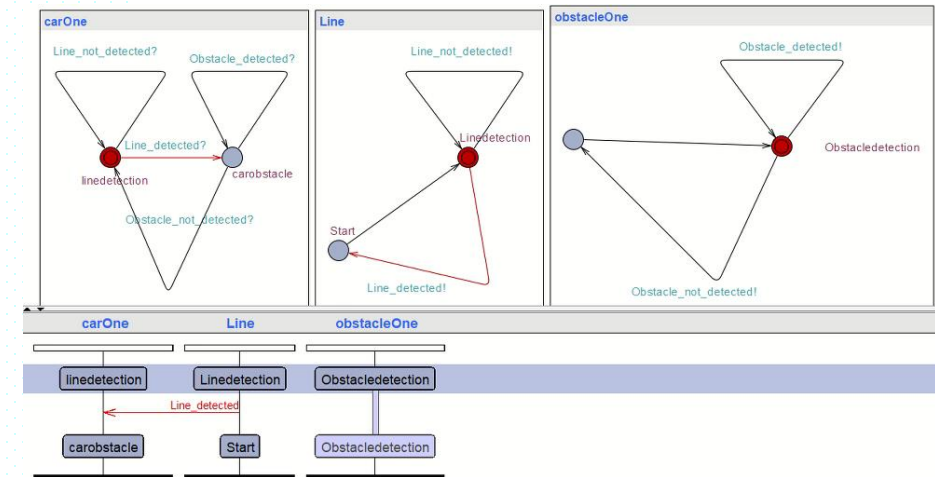 carOne
Line_not_detected?
Obstacle_detected?
Line_detected?
linedetection
carobstacle
Obstacle_not_detected?
Line
Line_not_detected!
Linedetection
Start
Line_detected!
obstacleOne
Obstacle_detected!
Obstacledetection
Obstacle_not_detected!
carOne Line obstacleOne
linedetection Linedetection Obstacledetection
Line_detected
carobstacle Start Obstacledetection